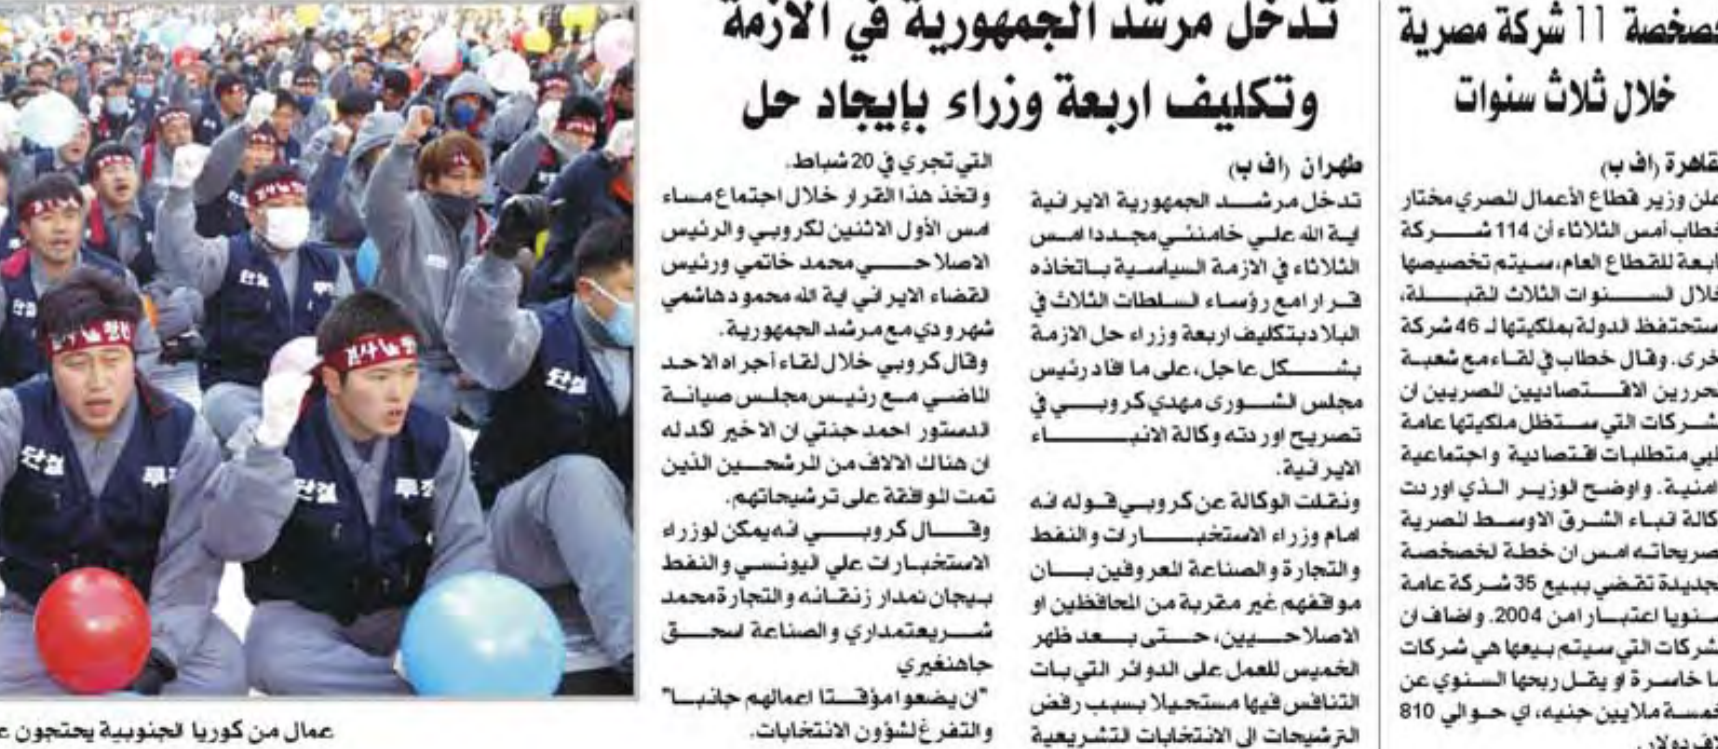 تدخل مرشد الجمهورية في الازمة
وتكليف اربعة وزراء بإيجاد حل
طهران (اف ب)
تدخل مرشد الجمهورية الايرانية
اية الله علي خامنئي مجددا امس
الثلاثاء في الازمة السياسية باتخاذه
قرارا مع رؤساء السلطات الثلاث في
البلاد بتكليف اربعة وزراء حل الازمة
بشكل عاجل، على ما افاد رئيس
مجلس الشورى مهدي كروبي في
تصريح اوردته وكالة الانباء
الايرانية.
ونقلت الوكالة عن كروبي قوله انه
امام وزراء الاستخبارات والنفط
والتجارة والصناعة المعروفين بان
مواقفهم غير مقربة من المحافظين او
الاصلاحيين، حتى بعد ظهر
الخميس للعمل على الدوائر التي بات
التنافس فيها مستحيلا بسبب رفض
الترشيحات الى الانتخابات التشريعية
التي تجري في 20 شباط.
واتخذ هذا القرار خلال اجتماع مساء
امس الأول الاثنين لكروبي والرئيس
الاصلاحي محمد خاتمي ورئيس
القضاء الايراني اية الله محمود هاشمي
شهرودي مع مرشد الجمهورية.
وقال كروبي خلال لقاء أجراه الاحد
الماضي مع رئيس مجلس صيانة
الدستور احمد جنتي ان الاخير اكد له
ان هناك الالاف من المرشحين الذين
تمت الموافقة على ترشيحاتهم.
وقال كروبي انه يمكن لوزراء
الاستخبارات علي اليونسي والنفط
بيجان نمدار زنقانه والتجارة محمد
شريعتمداري والصناعة اسحق
جاهنغيري
"ان يضعوا مؤقتا اعمالهم جانبا"
والتفرغ لشؤون الانتخابات.
خصخصة 11 شركة مصرية
خلال ثلاث سنوات
(اف ب)
وزير قطاع الأعمال المصري مختار
خطاب أمس الثلاثاء أن 114 شركة
تابعة للقطاع العام، سيتم تخصيصها
خلال السنوات الثلاث المقبلة،
ستحتفظ الدولة بملكيتها لـ 46 شركة
اخرى. وقال خطاب في لقاء مع شعبة
المحررين الاقتصاديين المصريين ان
الشركات التي ستظل ملكيتها عامة
تلبي متطلبات اقتصادية واجتماعية
وامنية. واوضح الوزير الذي اوردت
وكالة انباء الشرق الاوسط المصرية
تصريحاته امس ان خطة الخصخصة
الجديدة تقضي ببيع 35 شركة عامة
سنويا اعتبارا من 2004. واضاف ان
الشركات التي سيتم بيعها هي شركات
اما خاسرة او يقل ربحها السنوي عن
خمسة ملايين جنيه، اي حوالي 810
الف دولار.
عمال من كوريا الجنوبية يحتجون
단결
단결
단결
단결